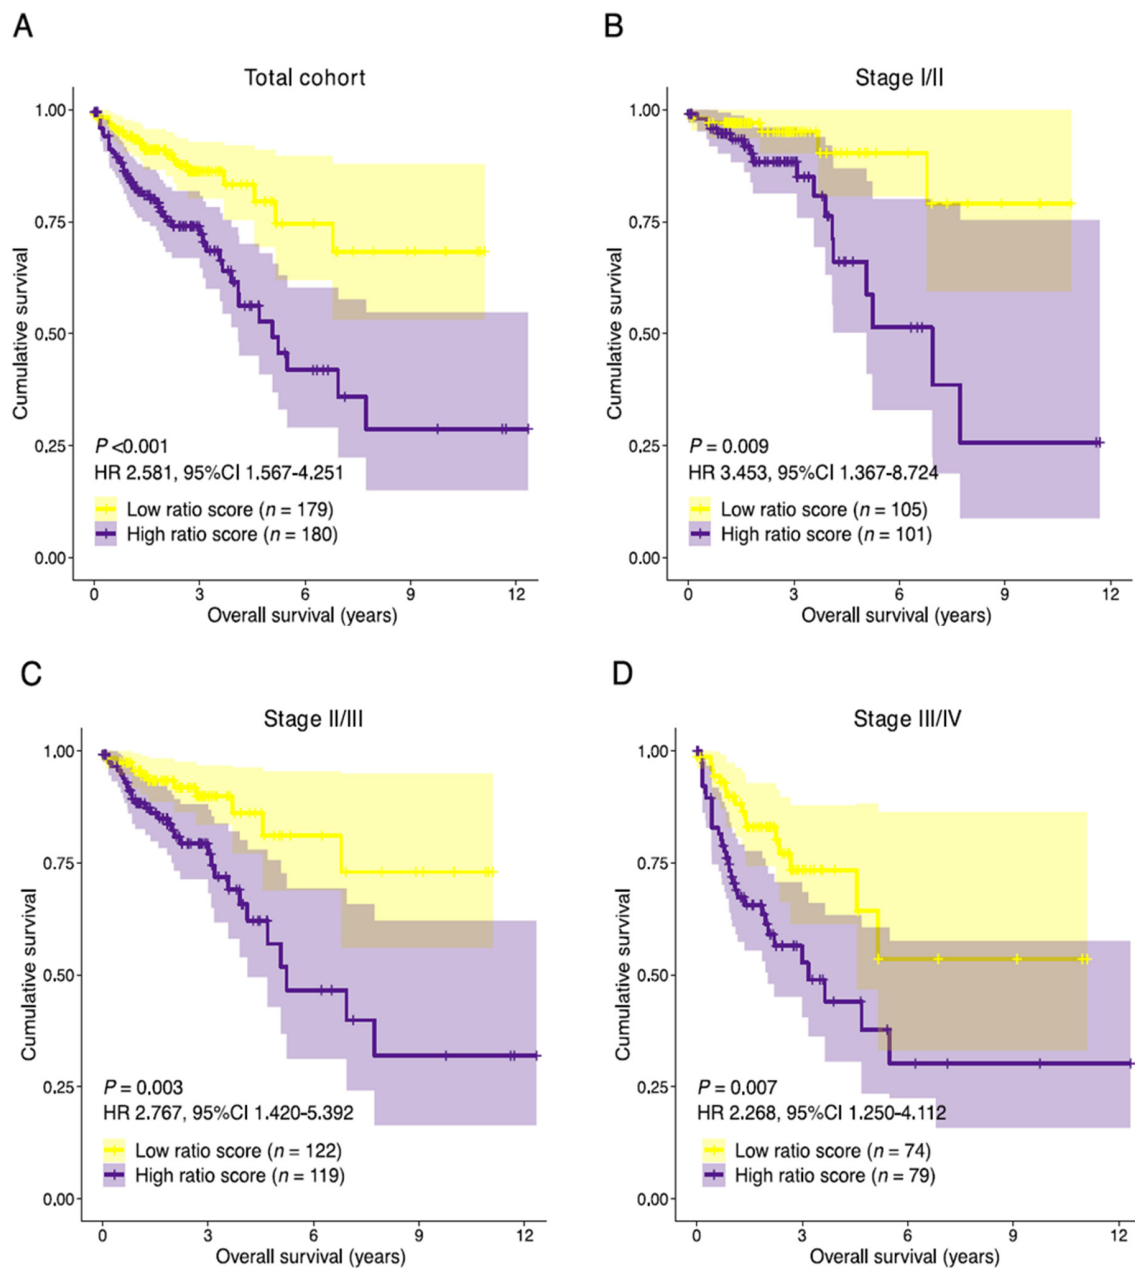 A
Total cohort
1.00
0.75
0.50
0.25
0.00
Cumulative survival
P <0.001
HR 2.581, 95%CI 1.567-4.251
Low ratio score (n = 179)
High ratio score (n = 180)
0 3 6 9 12
Overall survival (years)
B
Stage I/II
1.00
0.75
0.50
0.25
0.00
Cumulative survival
P = 0.009
HR 3.453, 95%CI 1.367-8.724
Low ratio score (n = 105)
High ratio score (n = 101)
0 3 6 9 12
Overall survival (years)
C
Stage II/III
1.00
0.75
0.50
0.25
0.00
Cumulative survival
P = 0.003
HR 2.767, 95%CI 1.420-5.392
Low ratio score (n = 122)
High ratio score (n = 119)
0 3 6 9 12
Overall survival (years)
D
Stage III/IV
1.00
0.75
0.50
0.25
0.00
Cumulative survival
P = 0.007
HR 2.268, 95%CI 1.250-4.112
Low ratio score (n = 74)
High ratio score (n = 79)
0 3 6 9 12
Overall survival (years)